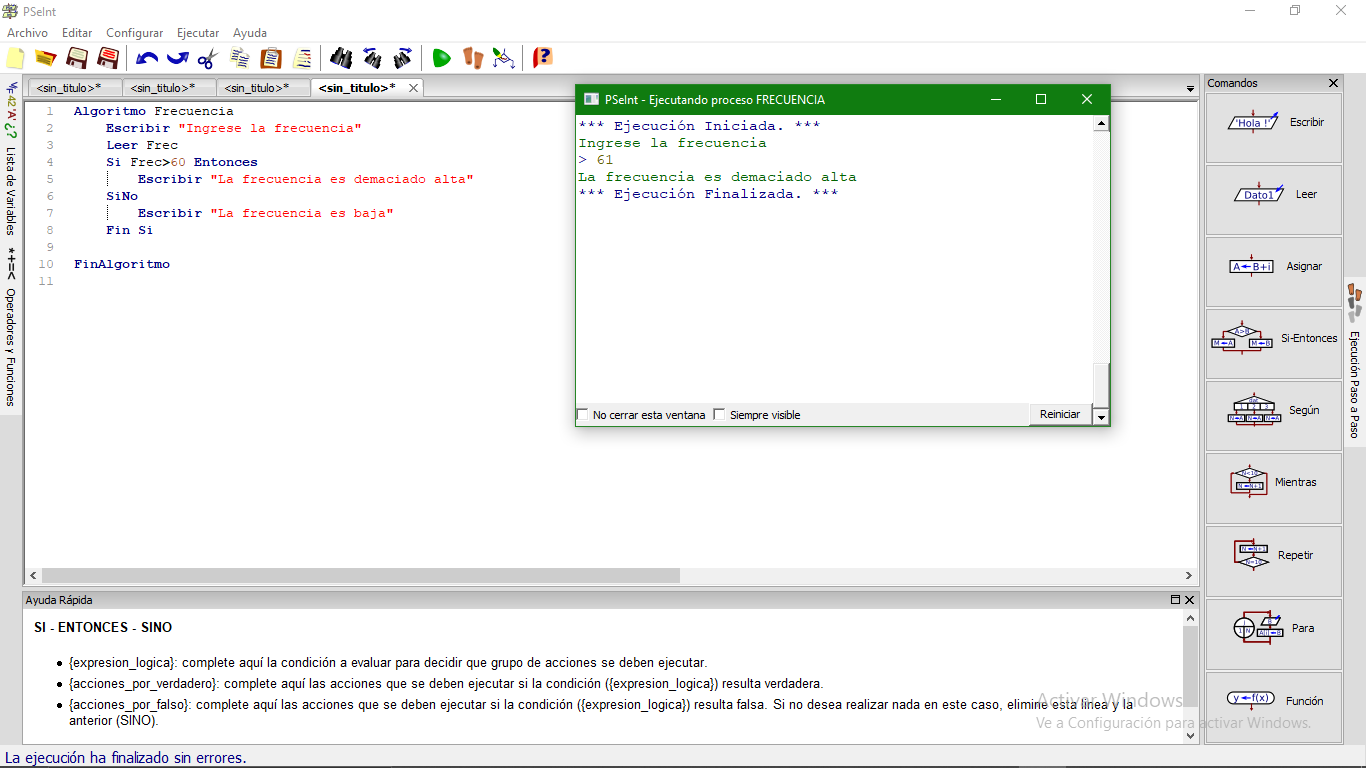 PSeInt
Archivo Editar Configurar Ejecutar Ayuda
<sin_titulo>* <sin_titulo>* <sin_titulo>* <sin_titulo>*
1 Algoritmo Frecuencia
2 Escribir "Ingrese la frecuencia"
3 Leer Frec
4 Si Frec>60 Entonces
5 Escribir "La frecuencia es demaciado alta"
6 SiNo
7 Escribir "La frecuencia es baja"
8 Fin Si
9
10 FinAlgoritmo
11
42 'A' ¿?
Lista de Variables
*+=<
Operadores y Funciones
PSeInt - Ejecutando proceso FRECUENCIA
*** Ejecución Iniciada. ***
Ingrese la frecuencia
> 61
La frecuencia es demaciado alta
*** Ejecución Finalizada. ***
No cerrar esta ventana Siempre visible Reiniciar
Comandos
'Hola !' Escribir
Dato1 Leer
A←B+i Asignar
A>B M←A M←B Si-Entonces
Según
Mientras
Repetir
Para
y←f(x) Función
Ejecución Paso a Paso
Ayuda Rápida
SI - ENTONCES - SINO
• {expresion_logica}: complete aquí la condición a evaluar para decidir que grupo de acciones se deben ejecutar.
• {acciones_por_verdadero}: complete aquí las acciones que se deben ejecutar si la condición ({expresion_logica}) resulta verdadera.
• {acciones_por_falso}: complete aquí las acciones que se deben ejecutar si la condición ({expresion_logica}) resulta falsa. Si no desea realizar nada en este caso, elimine esta línea y la
anterior (SINO).
Activar Windows
Ve a Configuración para activar Windows.
La ejecución ha finalizado sin errores.